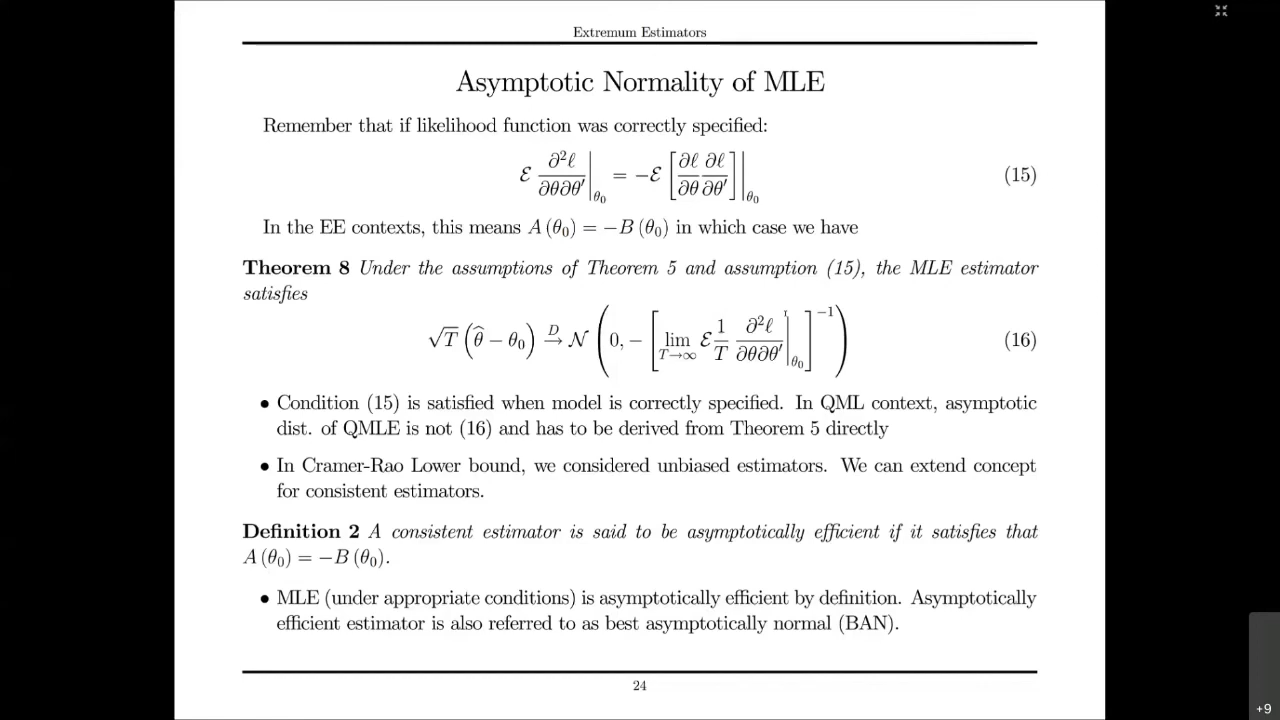 Extremum Estimators
Asymptotic Normality of MLE
Remember that if likelihood function was correctly specified:
ℰ ∂²ℓ/∂θ∂θ′ |_θ₀ = −ℰ [∂ℓ/∂θ ∂ℓ/∂θ′] |_θ₀ (15)
In the EE contexts, this means A (θ₀) = −B (θ₀) in which case we have
Theorem 8 Under the assumptions of Theorem 5 and assumption (15), the MLE estimator
satisfies
√T (θ̂ − θ₀) →^D 𝒩 (0, − [lim_{T→∞} ℰ 1/T ∂²ℓ/∂θ∂θ′ |_θ₀]⁻¹) (16)
• Condition (15) is satisfied when model is correctly specified. In QML context, asymptotic
dist. of QMLE is not (16) and has to be derived from Theorem 5 directly
• In Cramer-Rao Lower bound, we considered unbiased estimators. We can extend concept
for consistent estimators.
Definition 2 A consistent estimator is said to be asymptotically efficient if it satisfies that
A (θ₀) = −B (θ₀).
• MLE (under appropriate conditions) is asymptotically efficient by definition. Asymptotically
efficient estimator is also referred to as best asymptotically normal (BAN).
24
+9